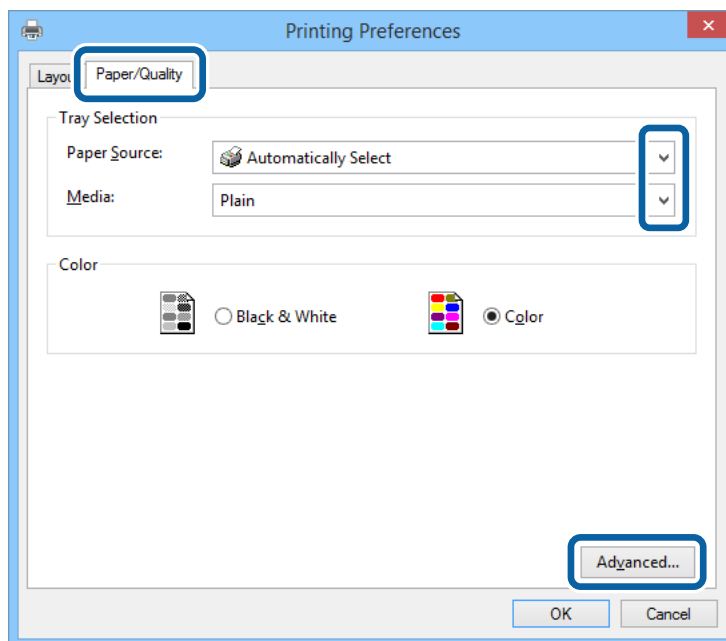 Printing Preferences
Layou
Paper/Quality
Tray Selection
Paper Source:
Automatically Select
Media:
Plain
Color
Black & White
Color
Advanced...
OK
Cancel